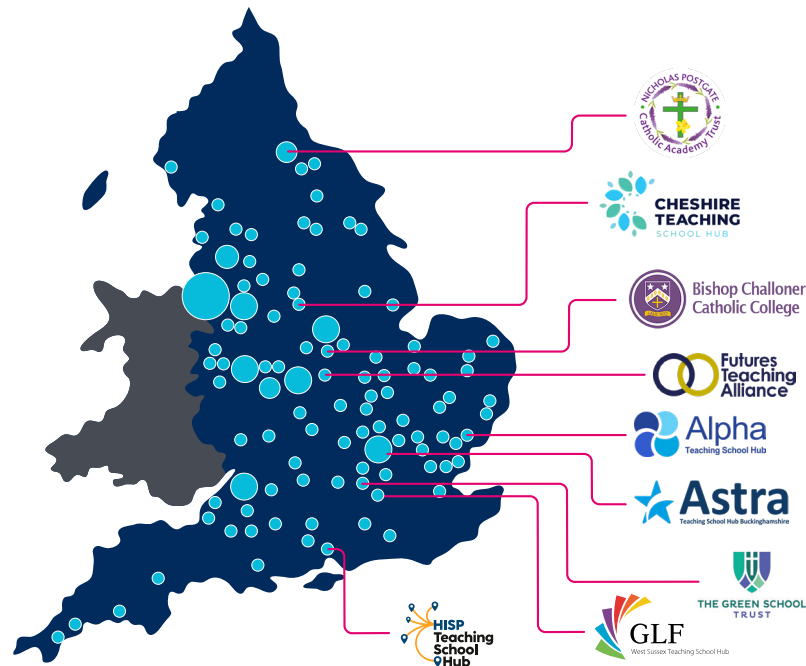 NICHOLAS POSTGATE
Catholic Academy Trust
CHESHIRE
TEACHING
SCHOOL HUB
Bishop Challoner
Catholic College
Futures
Teaching
Alliance
Alpha
Teaching School Hub
Astra
Teaching School Hub Buckinghamshire
THE GREEN SCHOOL
TRUST
HISP
Teaching
School
Hub
GLF
West Sussex Teaching School Hub